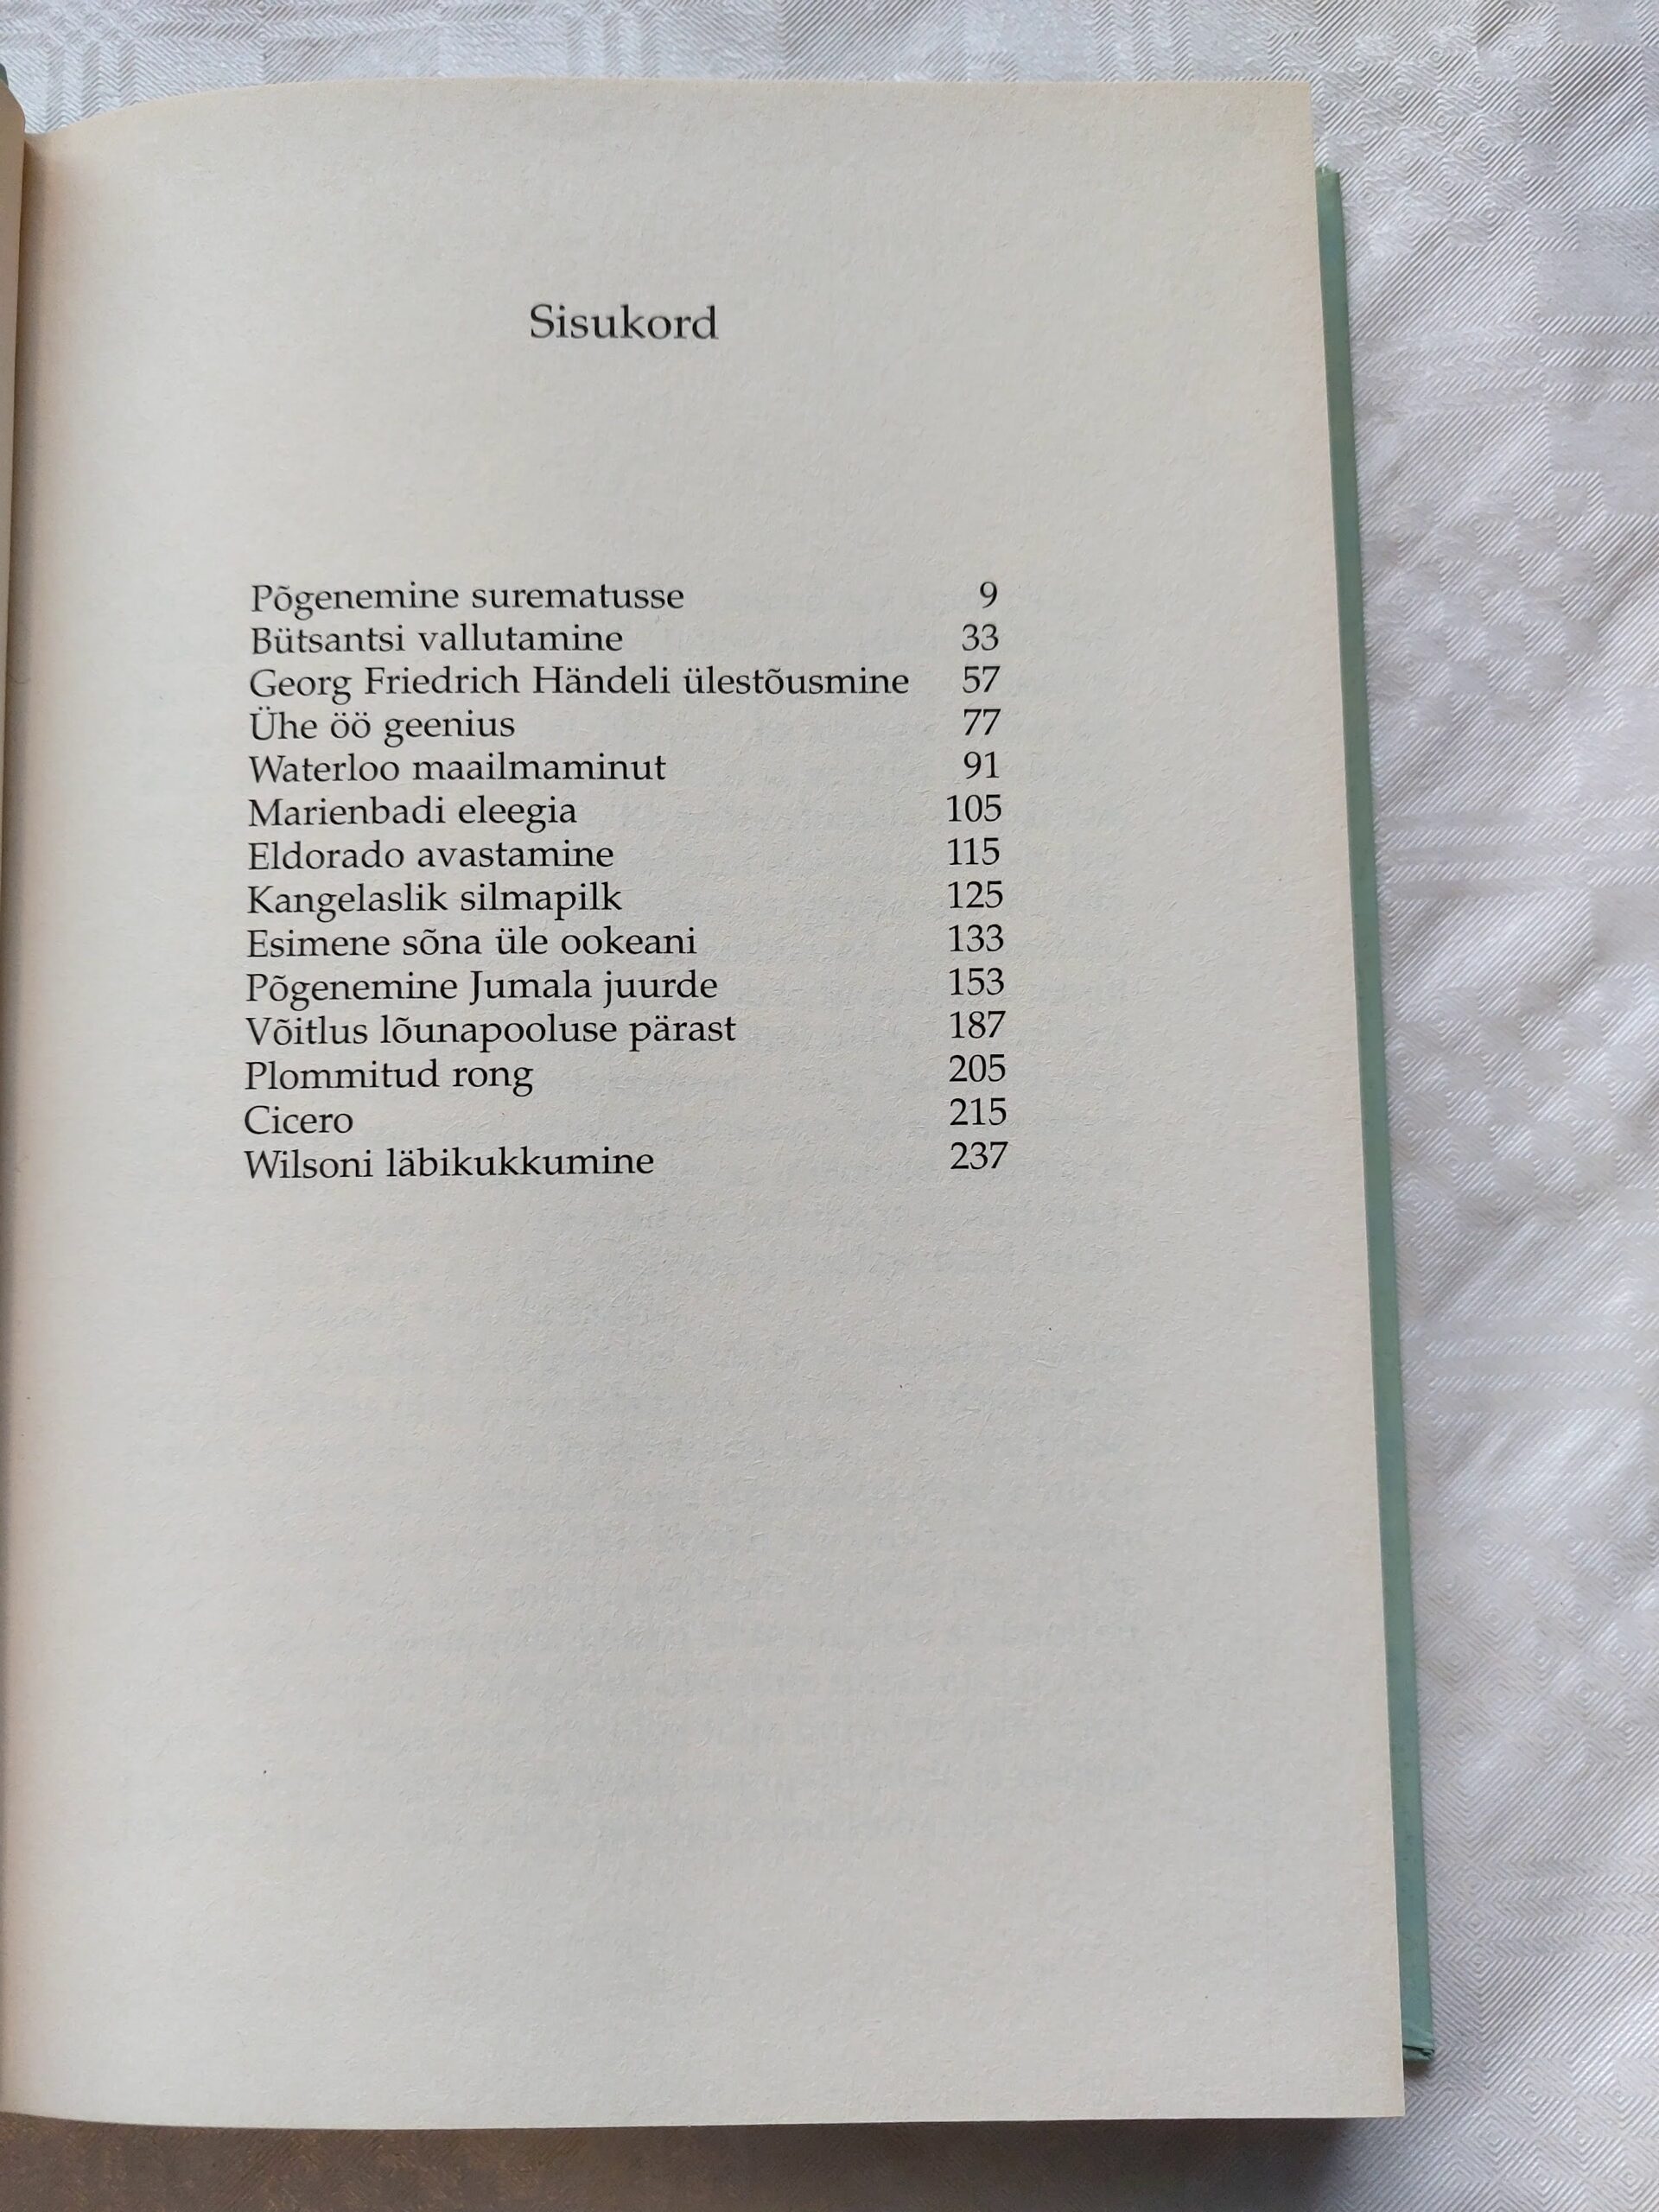 Sisukord
Põgenemine surematusse 9
Bütsantsi vallutamine 33
Georg Friedrich Händeli ülestõusmine 57
Ühe öö geenius 77
Waterloo maailmaminut 91
Marienbadi eleegia 105
Eldorado avastamine 115
Kangelaslik silmapilk 125
Esimene sõna üle ookeani 133
Põgenemine Jumala juurde 153
Võitlus lõunapooluse pärast 187
Plommitud rong 205
Cicero 215
Wilsoni läbikukkumine 237